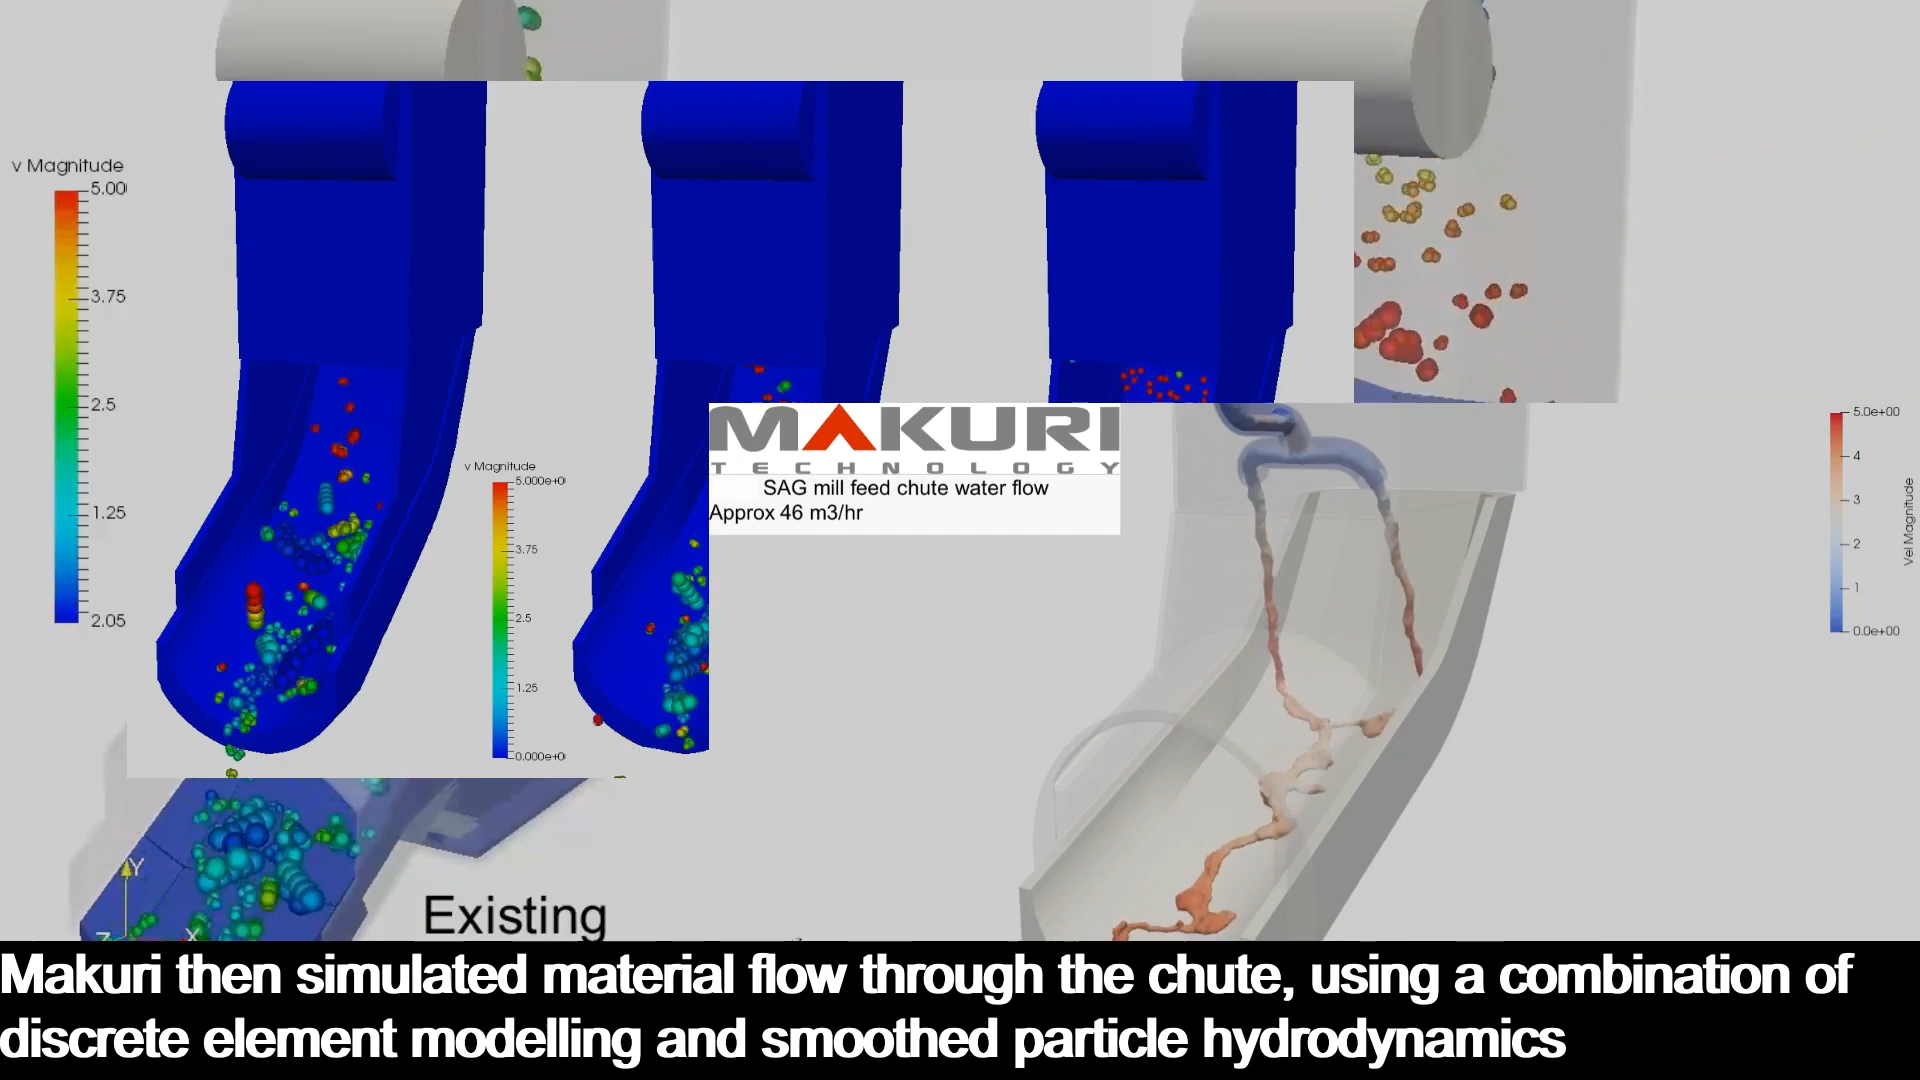 v Magnitude
5.00
3.75
2.5
1.25
2.05
v Magnitude
5.000e+0
3.75
2.5
1.25
0.000e+0
MAKURI
TECHNOLOGY
SAG mill feed chute water flow
Approx 46 m3/hr
5.0e+00
4
3
2
1
0.0e+00
Vel Magnitude
Y
Z
X
Existing
Makuri then simulated material flow through the chute, using a combination of
discrete element modelling and smoothed particle hydrodynamics